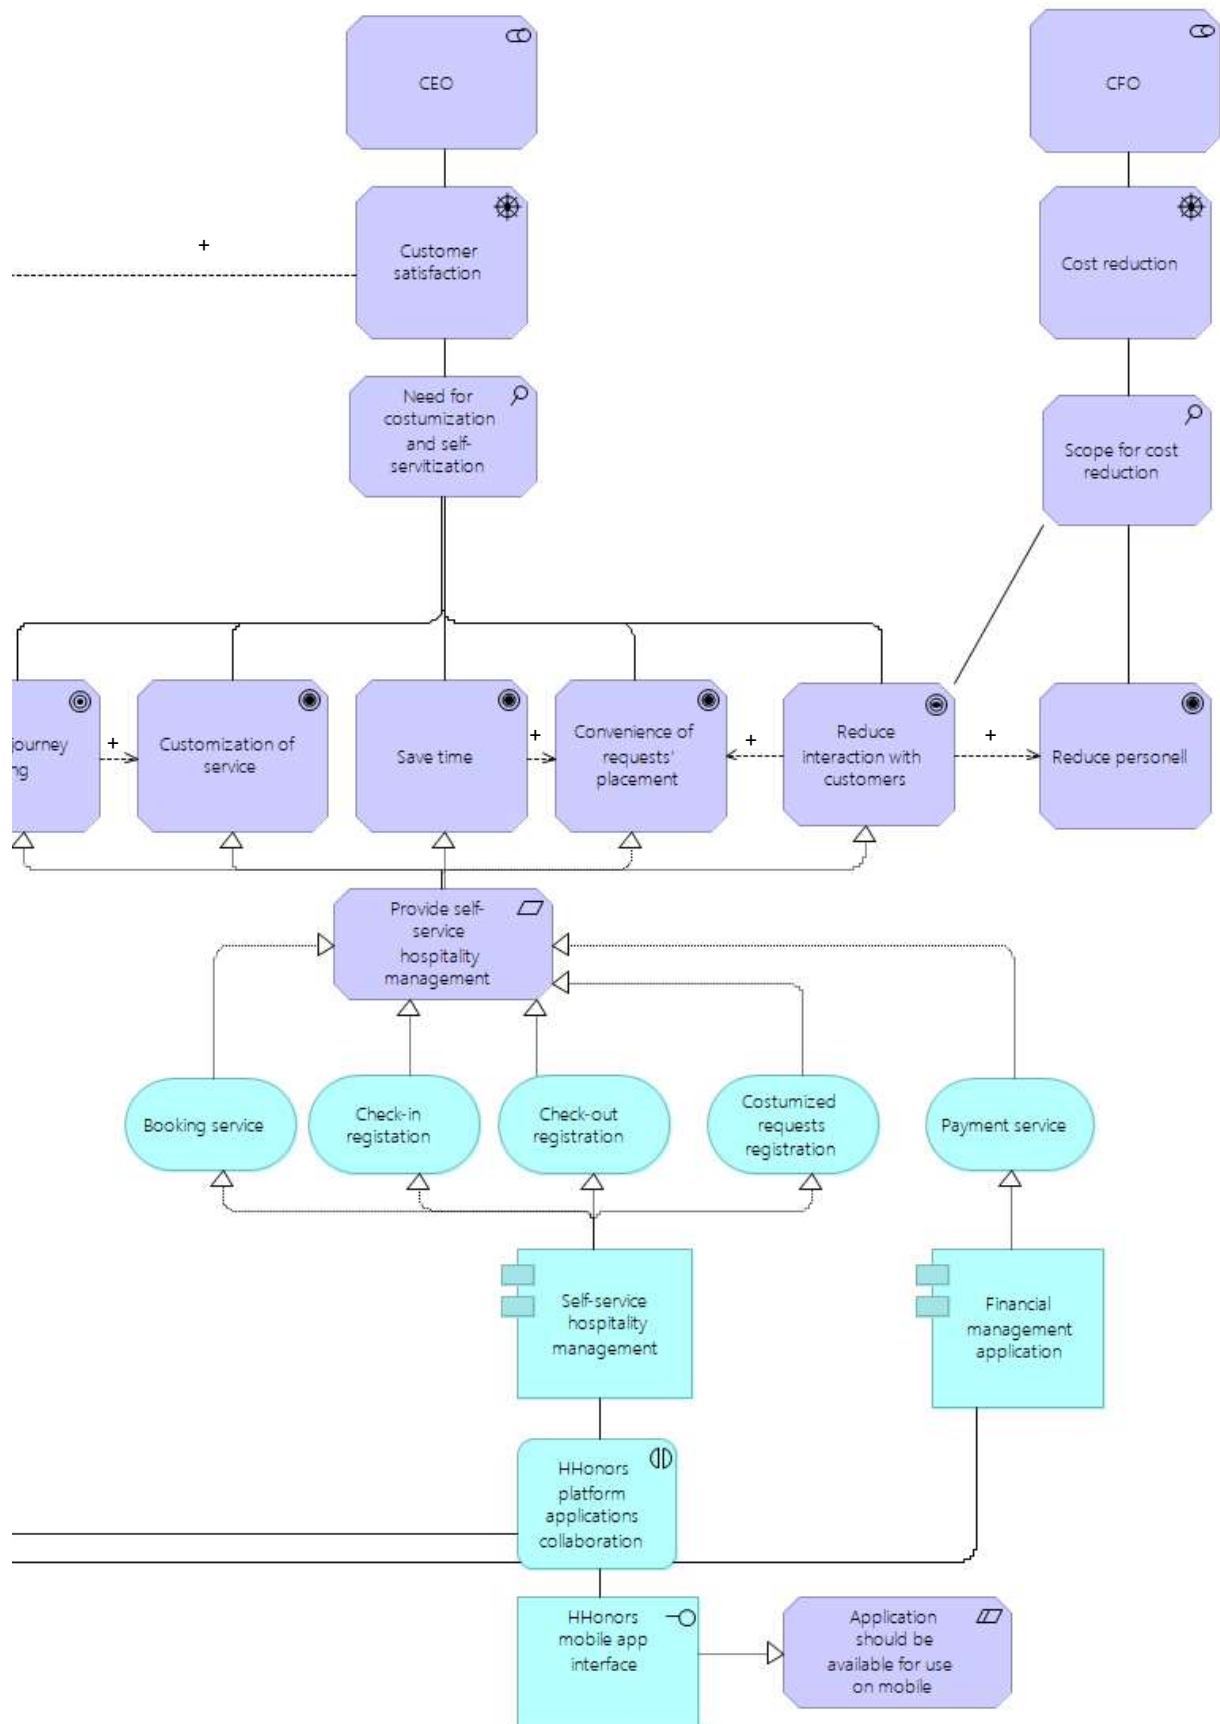 CEO
CFO
Customer
satisfaction
+
Cost reduction
Need for
costumization
and self-
servitization
Scope for cost
reduction
journey
ng
+
Customization of
service
Save time
+
Convenience of
requests'
placement
+
Reduce
interaction with
customers
+
Reduce personell
Provide self-
service
hospitality
management
Booking service
Check-in
registation
Check-out
registration
Costumized
requests
registration
Payment service
Self-service
hospitality
management
Financial
management
application
HHonors
platform
applications
collaboration
HHonors
mobile app
interface
Application
should be
available for use
on mobile